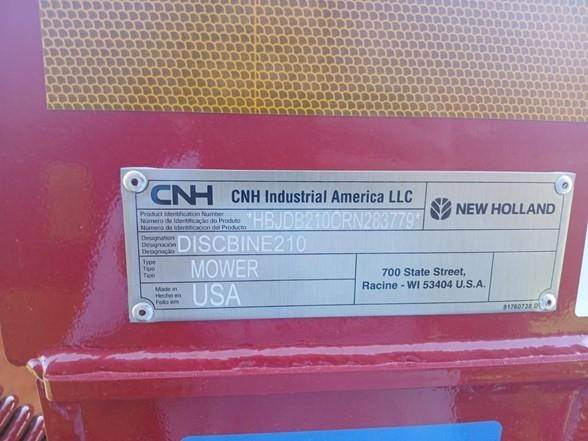 CNH CNH Industrial America LLC
NEW HOLLAND
Product Identification Number
Número de Identificação do Produto
Número de Identificacion del Producto
*HBJDB210CRN283779*
Designation
Designación
Designação
DISCBINE210
Type
Tipo
Tipo
MOWER
700 State Street,
Racine - WI 53404 U.S.A.
Made in
Hecho en
Feito em
USA